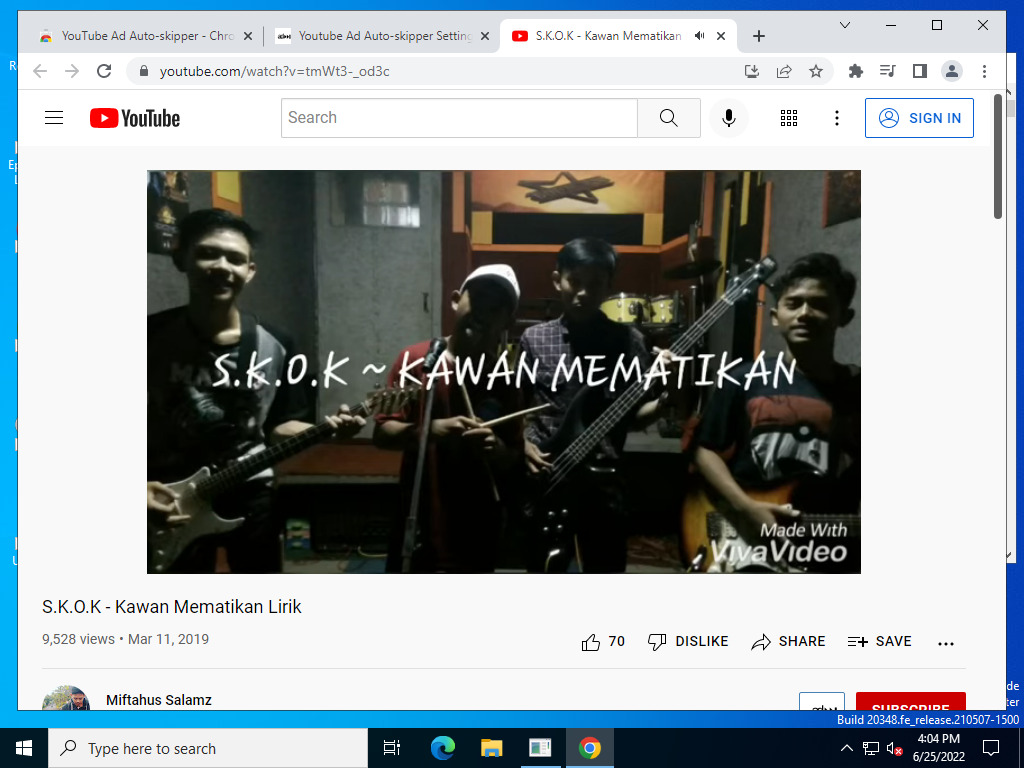 YouTube Ad Auto-skipper - Chro
Youtube Ad Auto-skipper Setting
S.K.O.K - Kawan Mematikan
youtube.com/watch?v=tmWt3-_od3c
YouTube
Search
SIGN IN
S.K.O.K ~ KAWAN MEMATIKAN
Made With
VivaVideo
S.K.O.K - Kawan Mematikan Lirik
9,528 views • Mar 11, 2019
70
DISLIKE
SHARE
SAVE
Miftahus Salamz
SUBSCRIBE
Build 20348.fe_release.210507-1500
Type here to search
4:04 PM
6/25/2022